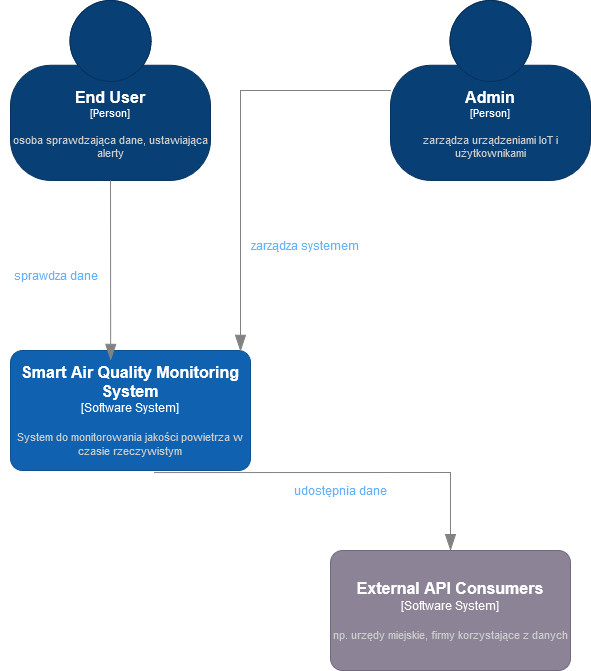 End User
[Person]
osoba sprawdzająca dane, ustawiająca
alerty
Admin
[Person]
zarządza urządzeniami IoT i
użytkownikami
zarządza systemem
sprawdza dane
Smart Air Quality Monitoring
System
[Software System]
System do monitorowania jakości powietrza w
czasie rzeczywistym
udostępnia dane
External API Consumers
[Software System]
np. urzędy miejskie, firmy korzystające z danych